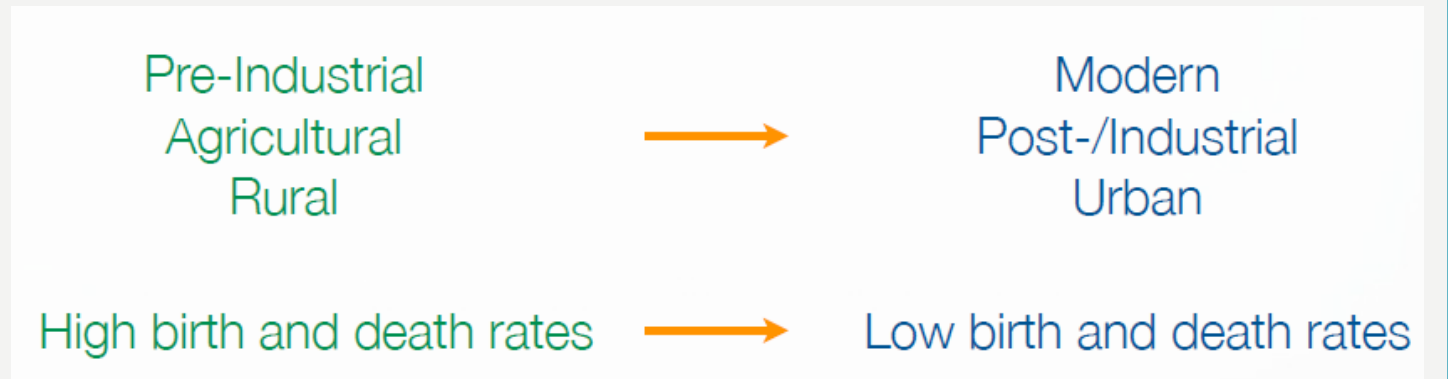 Pre-Industrial
Agricultural
Rural
Modern
Post-/Industrial
Urban
High birth and death rates
Low birth and death rates